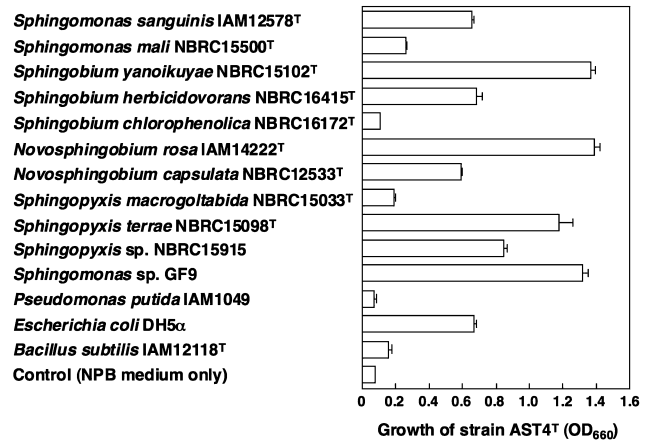 Sphingomonas sanguinis IAM12578ᵀ
Sphingomonas mali NBRC15500ᵀ
Sphingobium yanoikuyae NBRC15102ᵀ
Sphingobium herbicidovorans NBRC16415ᵀ
Sphingobium chlorophenolica NBRC16172ᵀ
Novosphingobium rosa IAM14222ᵀ
Novosphingobium capsulata NBRC12533ᵀ
Sphingopyxis macrogoltabida NBRC15033ᵀ
Sphingopyxis terrae NBRC15098ᵀ
Sphingopyxis sp. NBRC15915
Sphingomonas sp. GF9
Pseudomonas putida IAM1049
Escherichia coli DH5α
Bacillus subtilis IAM12118ᵀ
Control (NPB medium only)
0 0.2 0.4 0.6 0.8 1.0 1.2 1.4 1.6
Growth of strain AST4ᵀ (OD₆₆₀)